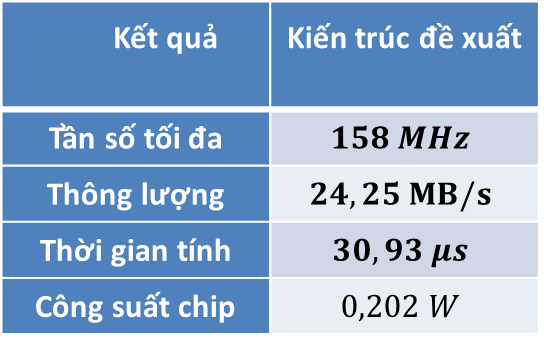 Kết quả Kiến trúc đề xuất
Tần số tối đa 158 MHz
Thông lượng 24,25 MB/s
Thời gian tính 30,93 μs
Công suất chip 0,202 W